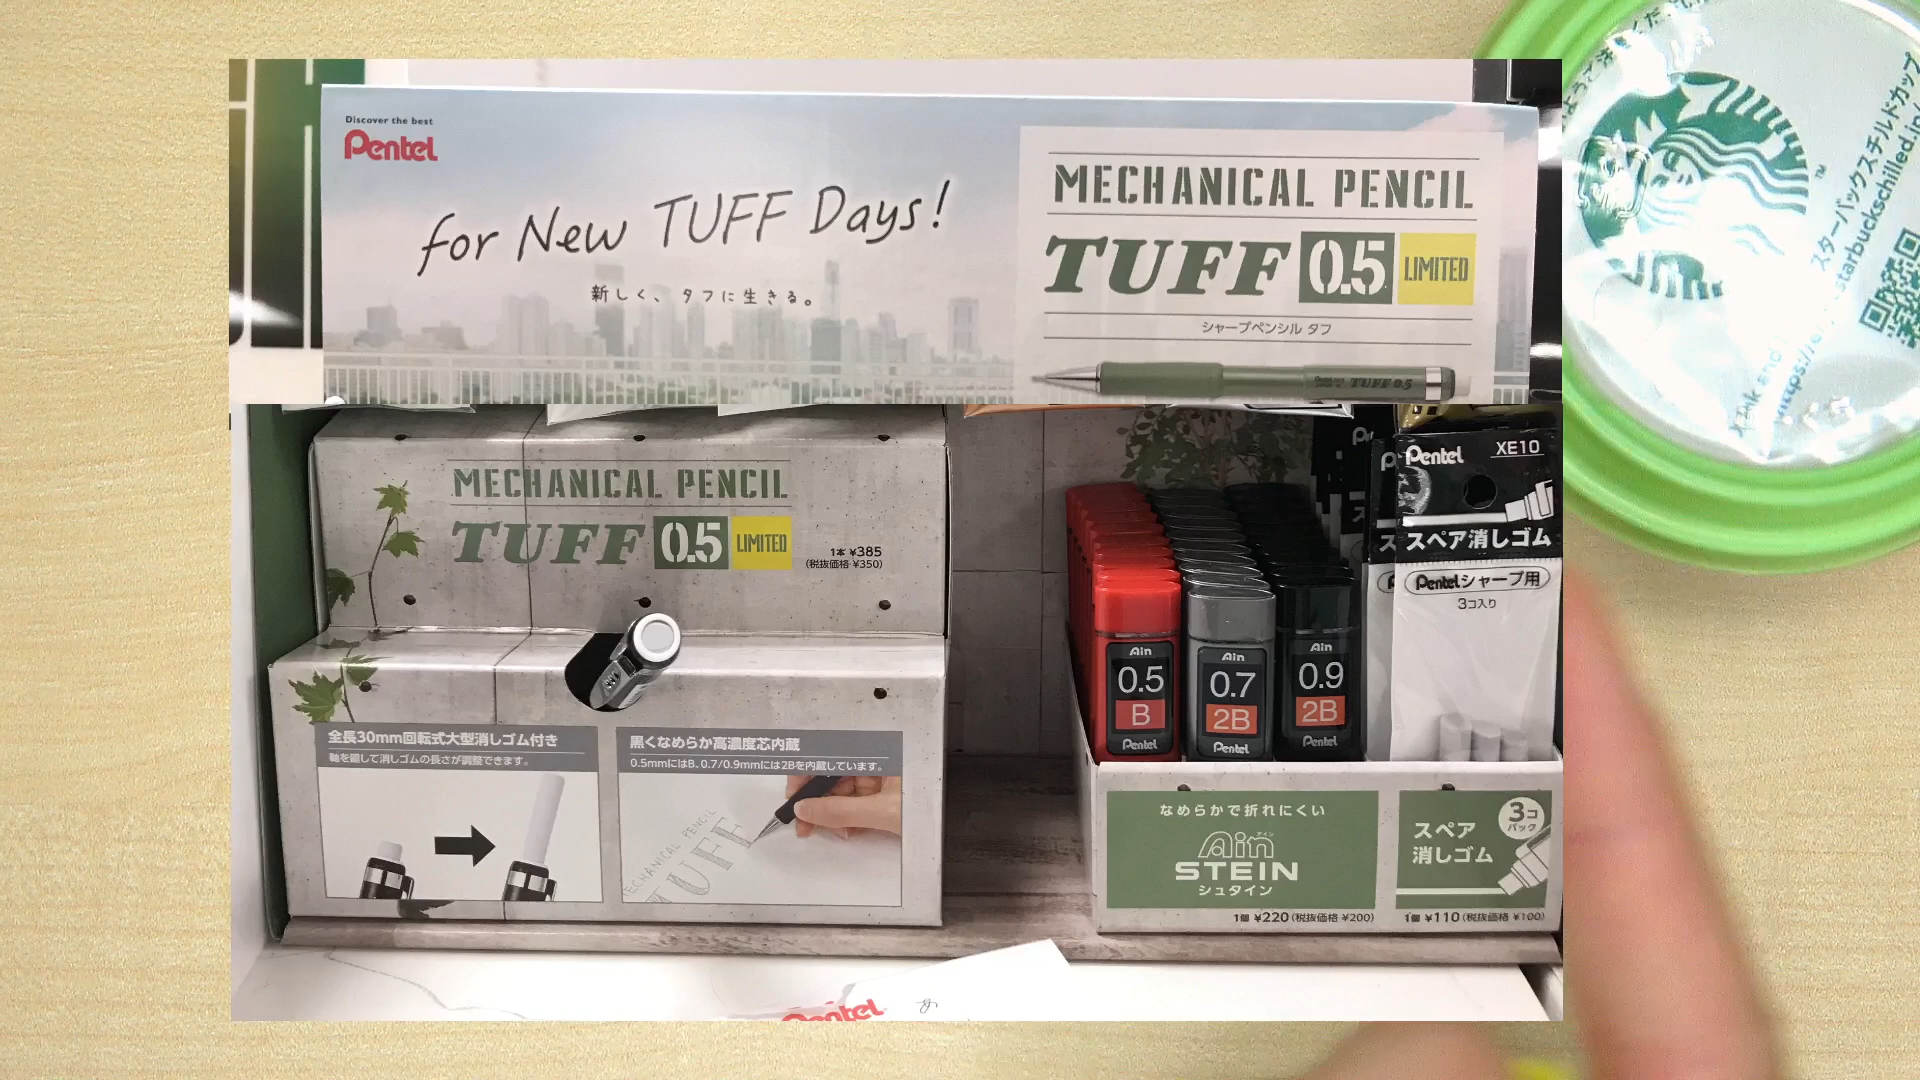 Discover the best
Pentel
for New TUFF Days!
新しく、タフに生きる。
MECHANICAL PENCIL
TUFF 0.5 LIMITED
シャープペンシル タフ
TUFF 0.5
MECHANICAL PENCIL
TUFF 0.5 LIMITED
1本 ¥385
(税抜価格 ¥350)
全長30mm回転式大型消しゴム付き
軸を廻して消しゴムの長さが調整できます。
黒くなめらか高濃度芯内蔵
0.5mmにはB、0.7/0.9mmには2Bを内蔵しています。
MECHANICAL PENCIL
TUFF
Ain
0.5
B
Pentel
Ain
0.7
2B
Pentel
Ain
0.9
2B
Pentel
Pentel XE10
スペア消しゴム
Pentelシャープ用
3コ入り
なめらかで折れにくい
Ain アイン
STEIN
シュタイン
1個 ¥220 (税抜価格 ¥200)
3コ
パック
スペア
消しゴム
1個 ¥110 (税抜価格 ¥100)
Pentel
あ
スターバックスチルドカップ
starbuckschilled.jp/
TM